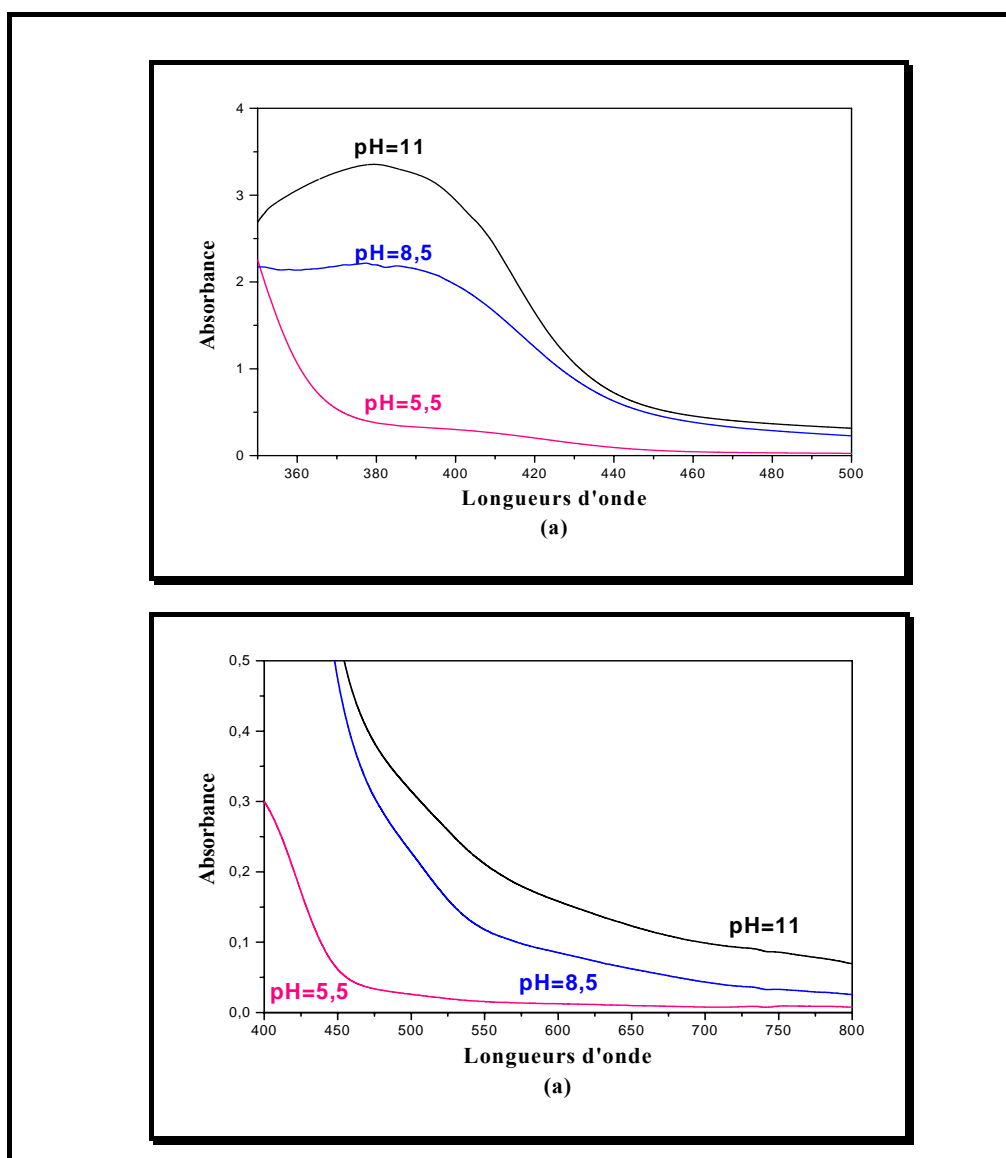 4
pH=11
3
pH=8,5
2
Absorbance
1
pH=5,5
0
360 380 400 420 440 460 480 500
Longueurs d'onde
(a)
0,5
0,4
0,3
Absorbance
0,2
pH=11
0,1
pH=8,5
pH=5,5
0,0
400 450 500 550 600 650 700 750 800
Longueurs d'onde
(a)